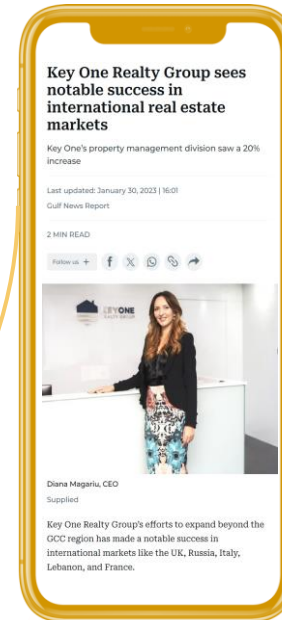 Key One Realty Group sees
notable success in
international real estate
markets
Key One's property management division saw a 20%
increase
Last updated: January 30, 2023 | 16:01
Gulf News Report
2 MIN READ
Follow us +
KEYONE
REALTY GROUP
Diana Magariu, CEO
Supplied
Key One Realty Group's efforts to expand beyond the
GCC region has made a notable success in
international markets like the UK, Russia, Italy,
Lebanon, and France.